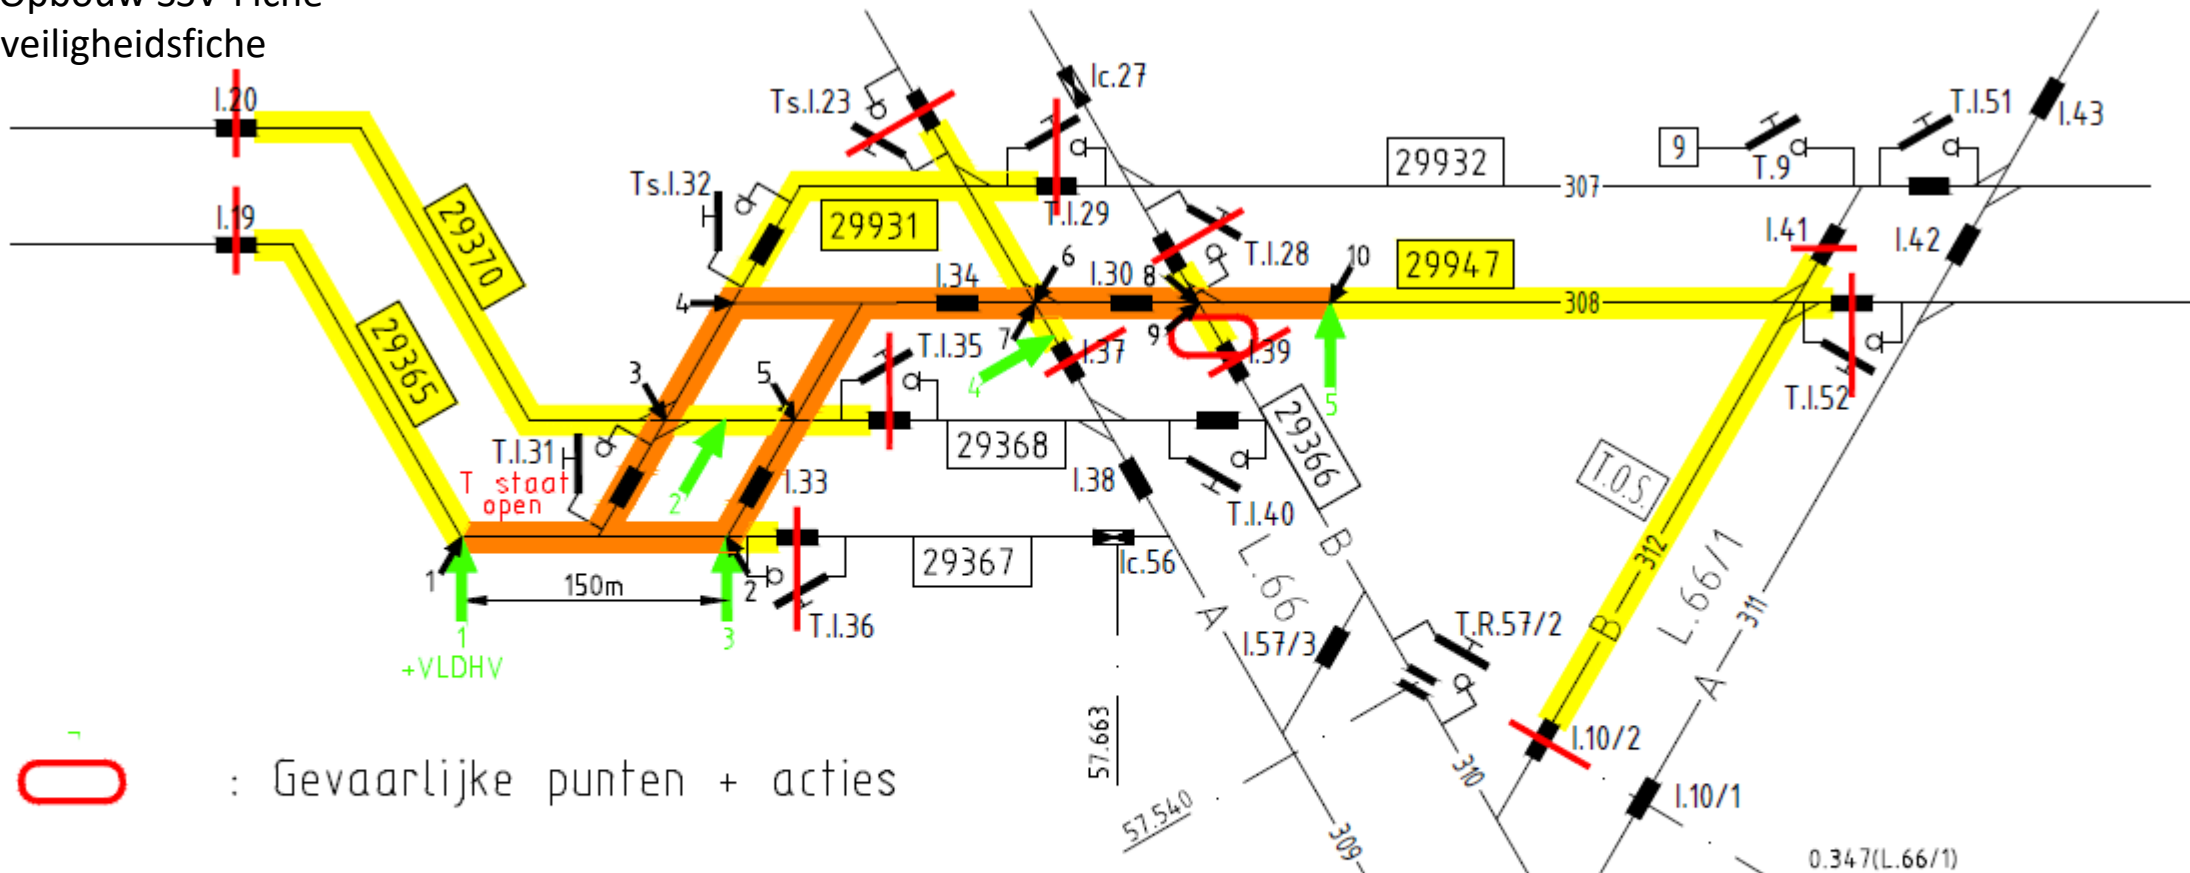 Opbouw SSV-Fiche
veiligheidsfiche
I.20
I.19
29370
29365
Ts.I.23
Ic.27
Ts.I.32
29931
T.I.29
29932
307
9
T.9
T.I.51
I.43
T.I.28
I.34
I.30
6
8
10
29947
308
I.41
I.42
4
7
9
T.I.35
I.37
I.39
4
5
T.I.52
3
5
T.I.31
T staat
open
2
I.33
29368
I.38
T.I.40
29366
T.O.S.
1
150m
2
T.I.36
29367
Ic.56
L.66
B
A
312
L.66/1
311
B
A
1
+VLDHV
3
I.57/3
T.R.57/2
57.663
I.10/2
I.10/1
310
57.540
309
0.347(L.66/1)
: Gevaarlijke punten + acties